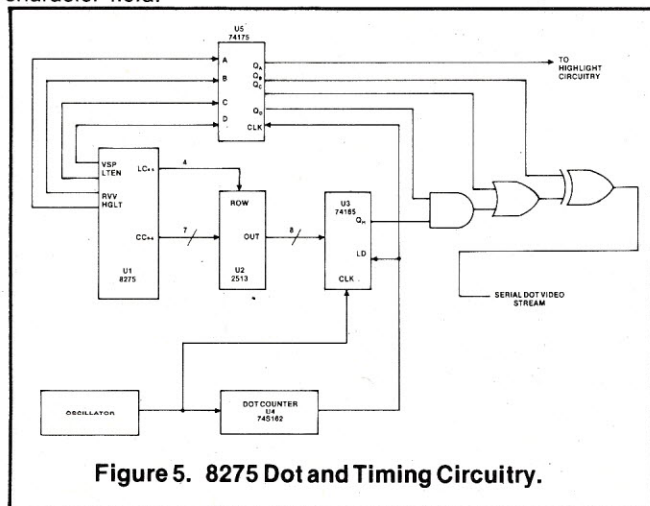 character field.
U5
74175
A
B
C
D
QA
QB
QC
QD
CLK
TO
HIGHLIGHT
CIRCUITRY
VSP
LTEN
RVV
HGLT
LC
CC
U1
8275
4
7
ROW
OUT
U2
2513
8
U3
74165
QH
LD
CLK
SERIAL DOT VIDEO
STREAM
OSCILLATOR
DOT COUNTER
U4
74S162
Figure 5. 8275 Dot and Timing Circuitry.